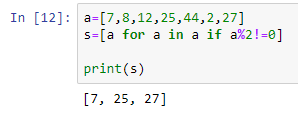 In [12]: a=[7,8,12,25,44,2,27]
s=[a for a in a if a%2!=0]
print(s)
[7, 25, 27]